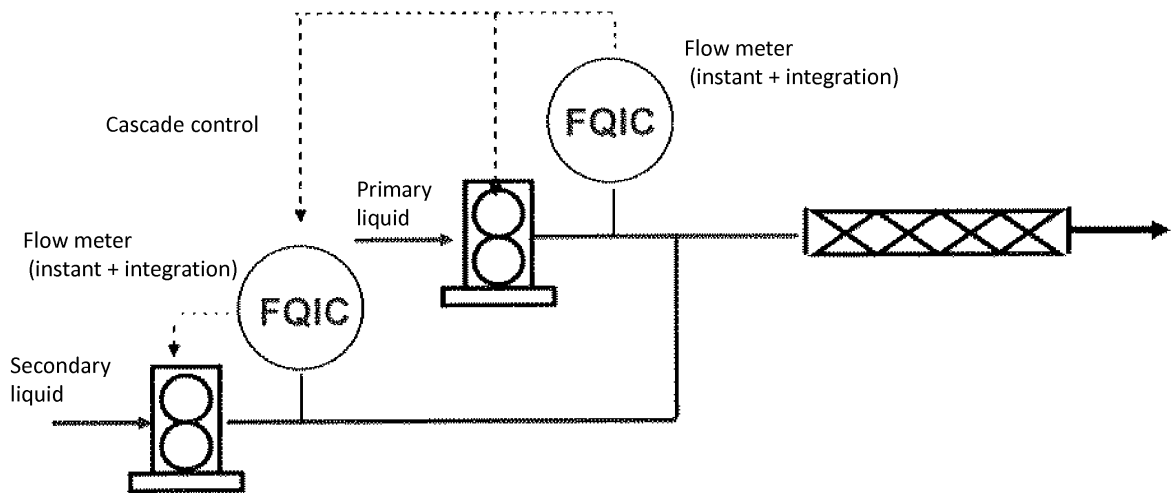 Flow meter
(instant + integration)
FQIC
Cascade control
Primary
liquid
Flow meter
(instant + integration)
FQIC
Secondary
liquid